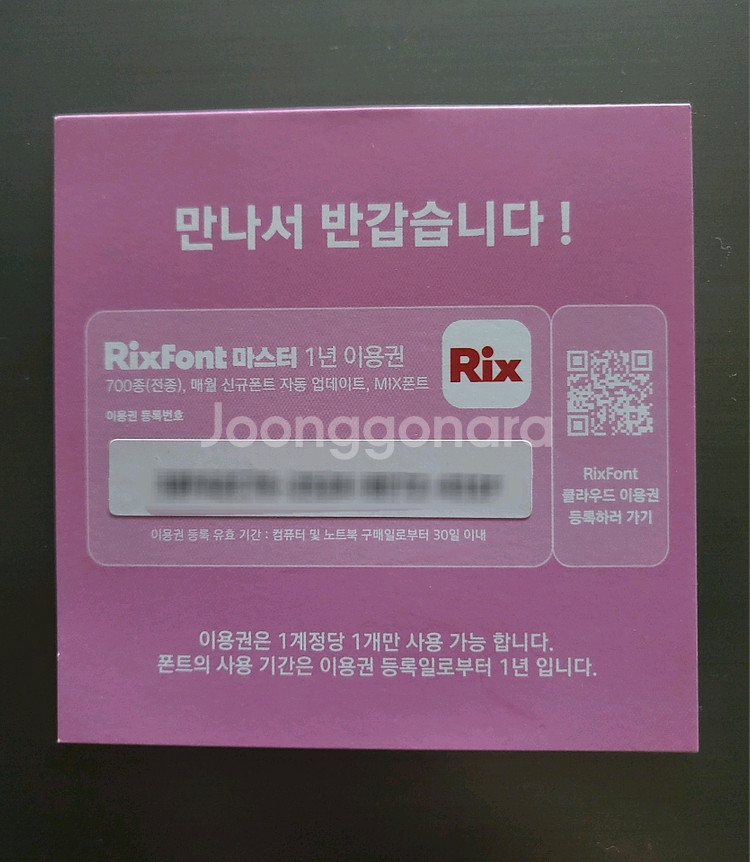 만나서 반갑습니다 !
RixFont 마스터 1년 이용권
700종(전종), 매월 신규폰트 자동 업데이트, MIX폰트
Rix
이용권 등록번호
Joonggonara
이용권 등록 유효 기간 : 컴퓨터 및 노트북 구매일로부터 30일 이내
RixFont
클라우드 이용권
등록하러 가기
이용권은 1계정당 1개만 사용 가능 합니다.
폰트의 사용 기간은 이용권 등록일로부터 1년 입니다.